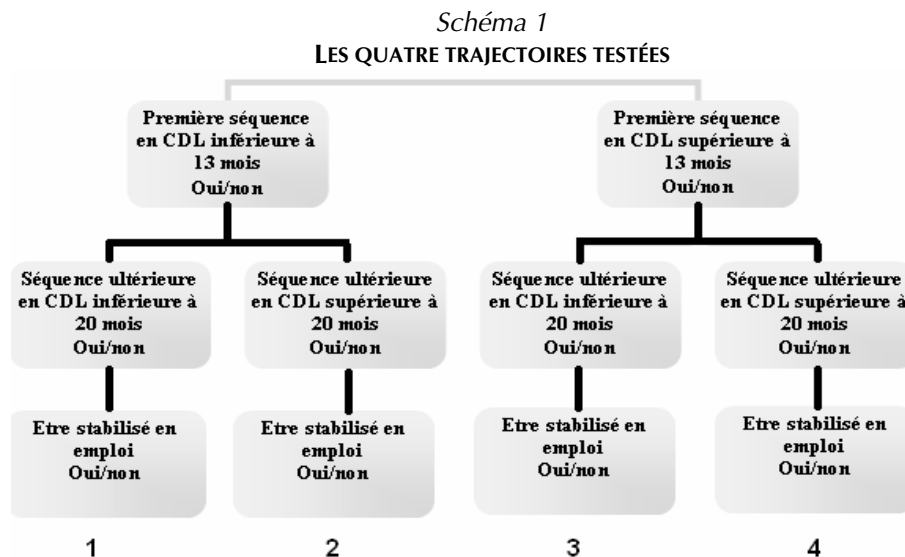 Schéma 1
LES QUATRE TRAJECTOIRES TESTÉES
Première séquence
en CDL inférieure à
13 mois
Oui/non
Première séquence
en CDL supérieure à
13 mois
Oui/non
Séquence ultérieure
en CDL inférieure à
20 mois
Oui/non
Séquence ultérieure
en CDL supérieure à
20 mois
Oui/non
Séquence ultérieure
en CDL inférieure à
20 mois
Oui/non
Séquence ultérieure
en CDL supérieure à
20 mois
Oui/non
Etre stabilisé en
emploi
Oui/non
Etre stabilisé en
emploi
Oui/non
Etre stabilisé en
emploi
Oui/non
Etre stabilisé en
emploi
Oui/non
1
2
3
4